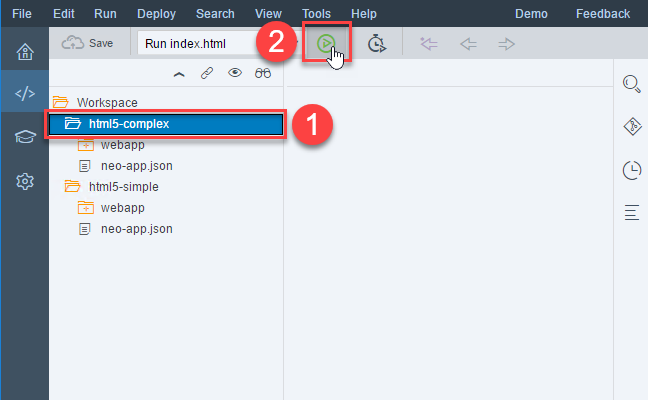 File Edit Run Deploy Search View Tools Help Demo Feedback
Save Run index.html 2
Workspace
html5-complex 1
webapp
neo-app.json
html5-simple
webapp
neo-app.json